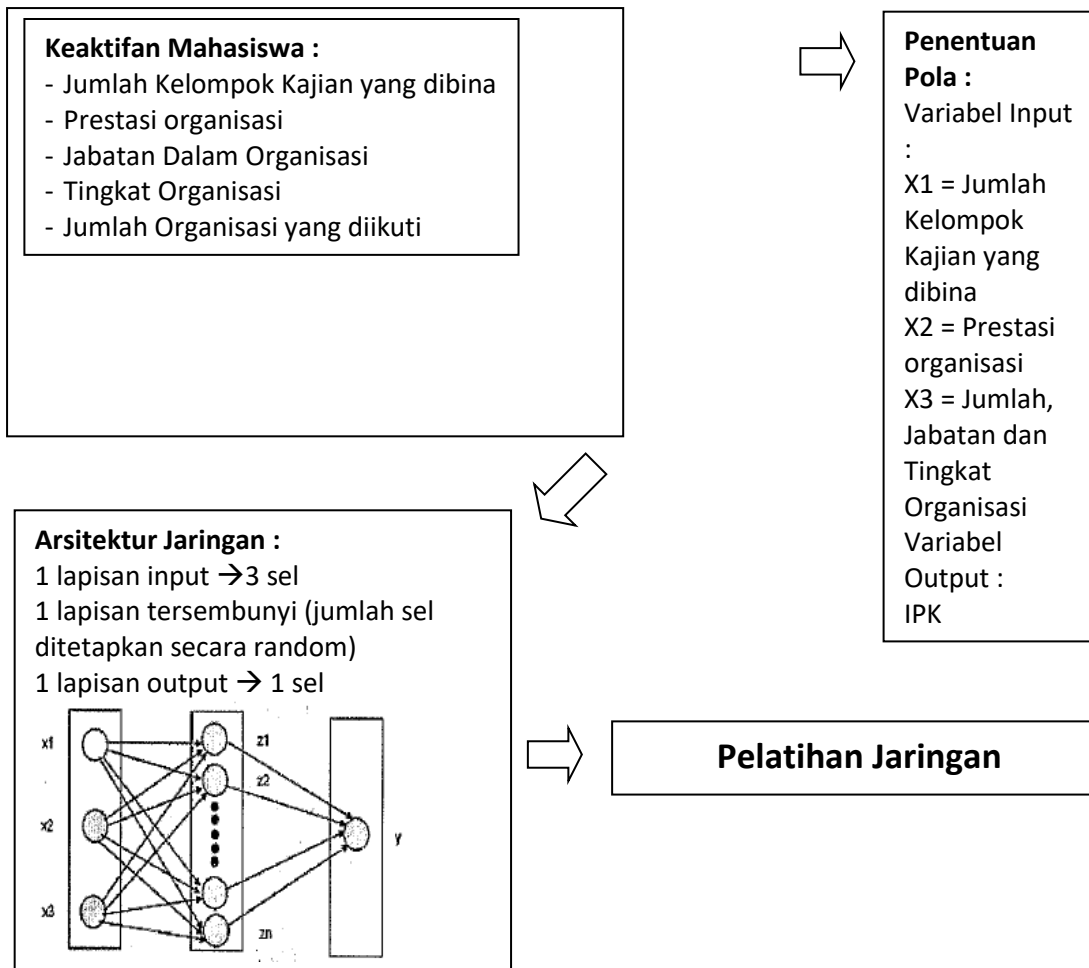 Keaktifan Mahasiswa :
- Jumlah Kelompok Kajian yang dibina
- Prestasi organisasi
- Jabatan Dalam Organisasi
- Tingkat Organisasi
- Jumlah Organisasi yang diikuti
Penentuan
Pola :
Variabel Input
:
X1 = Jumlah
Kelompok
Kajian yang
dibina
X2 = Prestasi
organisasi
X3 = Jumlah,
Jabatan dan
Tingkat
Organisasi
Variabel
Output :
IPK
Arsitektur Jaringan :
1 lapisan input →3 sel
1 lapisan tersembunyi (jumlah sel
ditetapkan secara random)
1 lapisan output → 1 sel
x1
z1
z2
x2
y
x3
zn
Pelatihan Jaringan